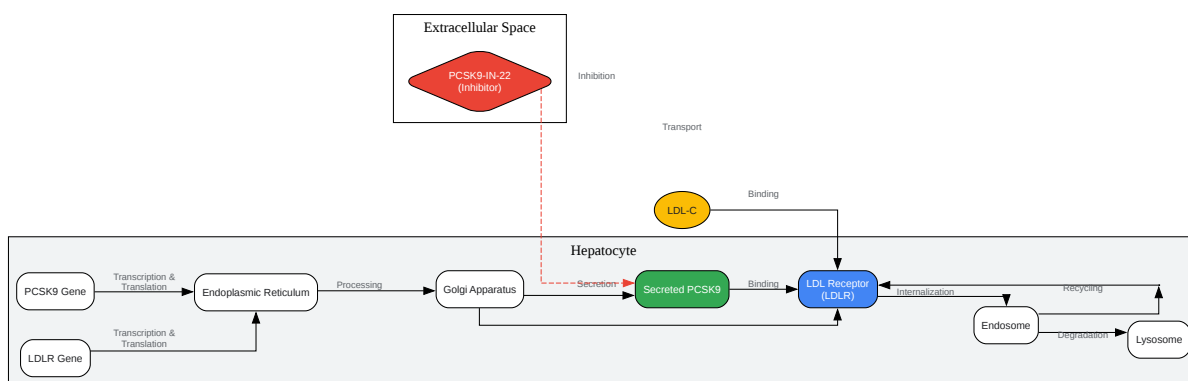 Extracellular Space
PCSK9-IN-22
(Inhibitor)
Inhibition
Transport
LDL-C
Binding
Hepatocyte
PCSK9 Gene
Transcription &
Translation
Endoplasmic Reticulum
Processing
Golgi Apparatus
Secretion
Secreted PCSK9
Binding
LDL Receptor
(LDLR)
Internalization
Recycling
Endosome
Degradation
Lysosome
LDLR Gene
Transcription &
Translation